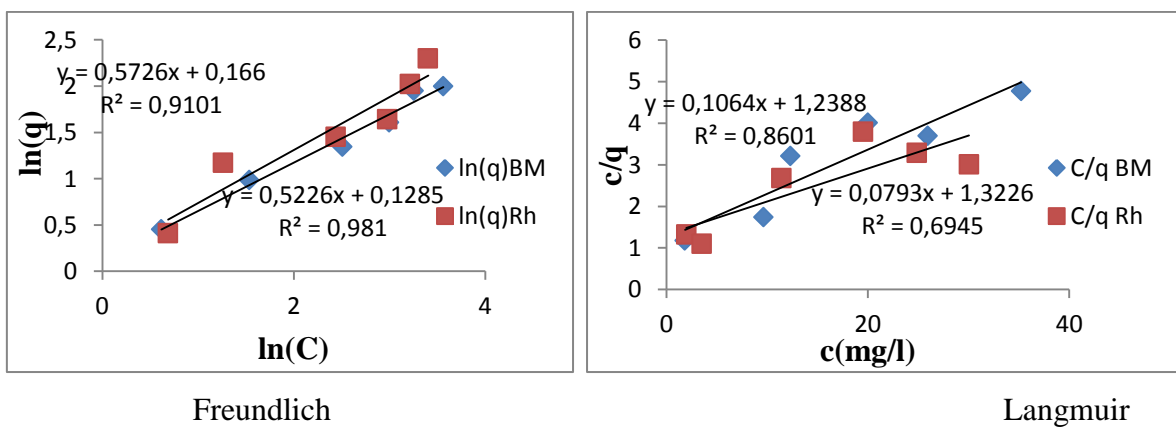 2,5
2
1,5
1
0,5
0
0
2
4
ln(q)
ln(C)
y = 0,5726x + 0,166
R² = 0,9101
y = 0,5226x + 0,1285
R² = 0,981
ln(q)BM
ln(q)Rh
6
5
4
3
2
1
0
0
20
40
c/q
c(mg/l)
y = 0,1064x + 1,2388
R² = 0,8601
y = 0,0793x + 1,3226
R² = 0,6945
C/q BM
C/q Rh
Freundlich
Langmuir